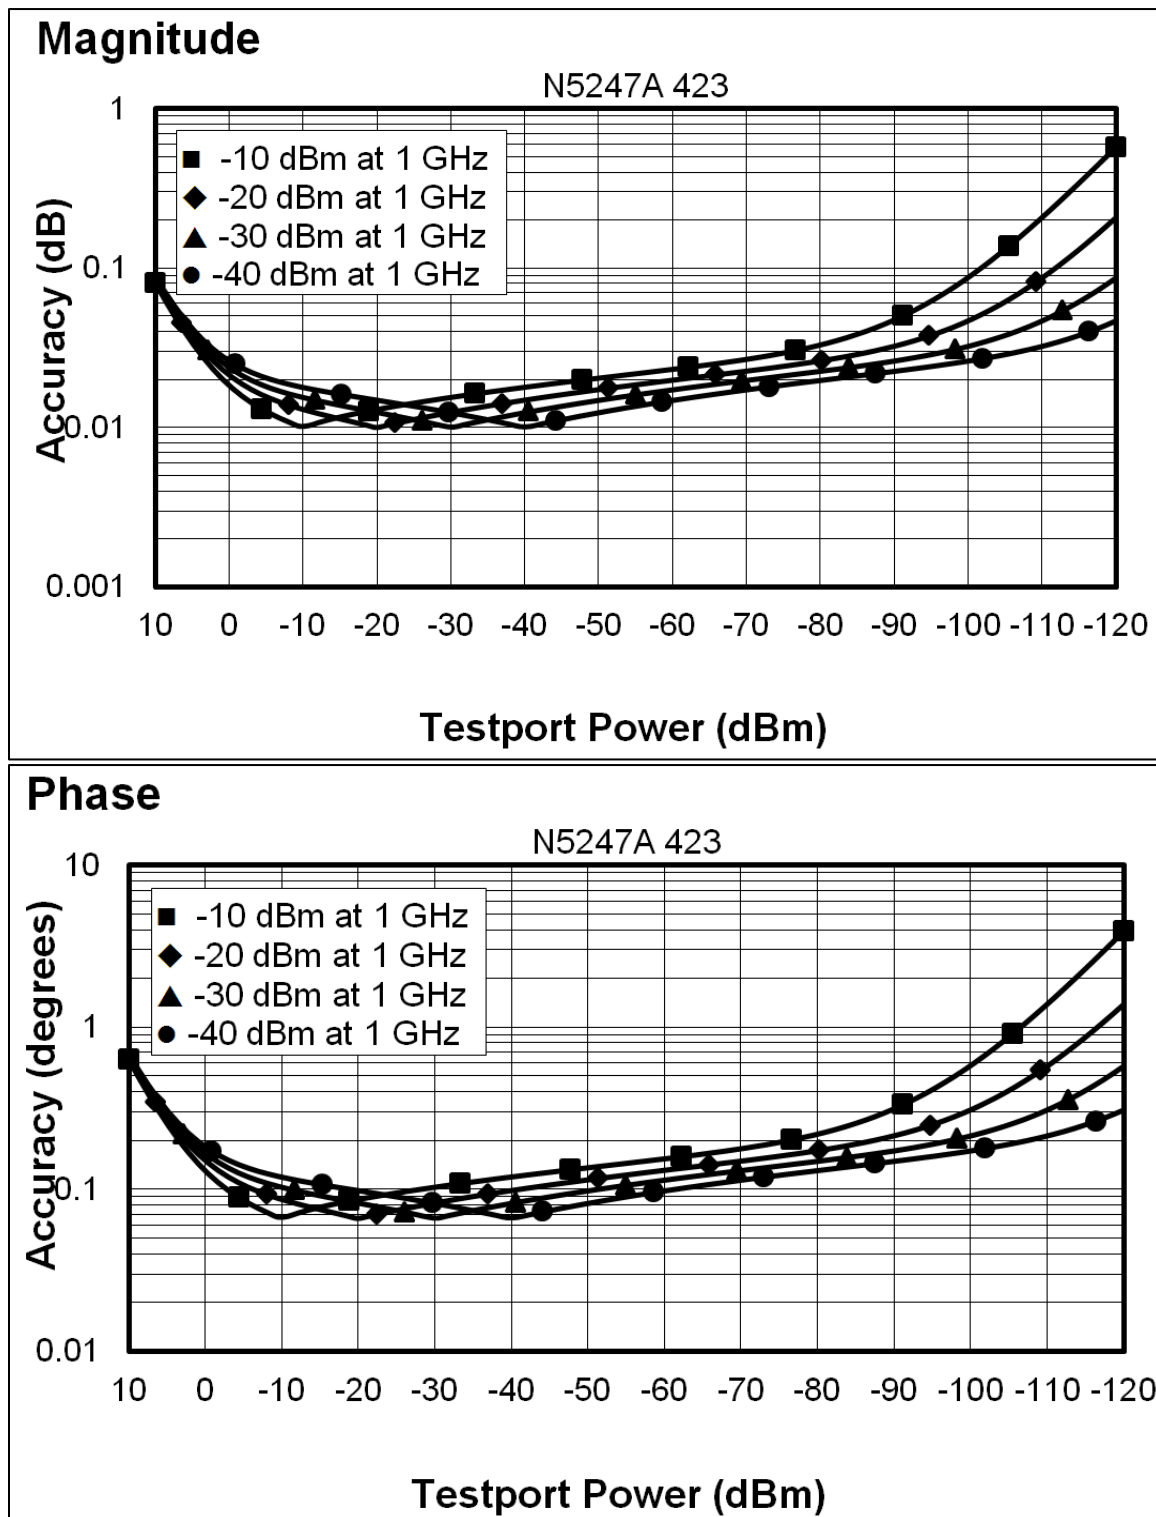 Magnitude
N5247A 423
1
0.1
0.01
0.001
Accuracy (dB)
-10 dBm at 1 GHz
-20 dBm at 1 GHz
-30 dBm at 1 GHz
-40 dBm at 1 GHz
10 0 -10 -20 -30 -40 -50 -60 -70 -80 -90 -100 -110 -120
Testport Power (dBm)
Phase
N5247A 423
10
1
0.1
0.01
Accuracy (degrees)
-10 dBm at 1 GHz
-20 dBm at 1 GHz
-30 dBm at 1 GHz
-40 dBm at 1 GHz
10 0 -10 -20 -30 -40 -50 -60 -70 -80 -90 -100 -110 -120
Testport Power (dBm)